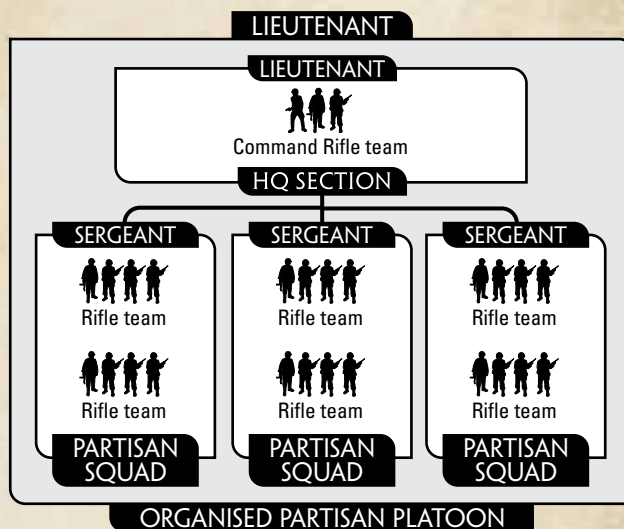 LIEUTENANT
LIEUTENANT
Command Rifle team
HQ SECTION
SERGEANT SERGEANT SERGEANT
Rifle team Rifle team Rifle team
Rifle team Rifle team Rifle team
PARTISAN PARTISAN PARTISAN
SQUAD SQUAD SQUAD
ORGANISED PARTISAN PLATOON